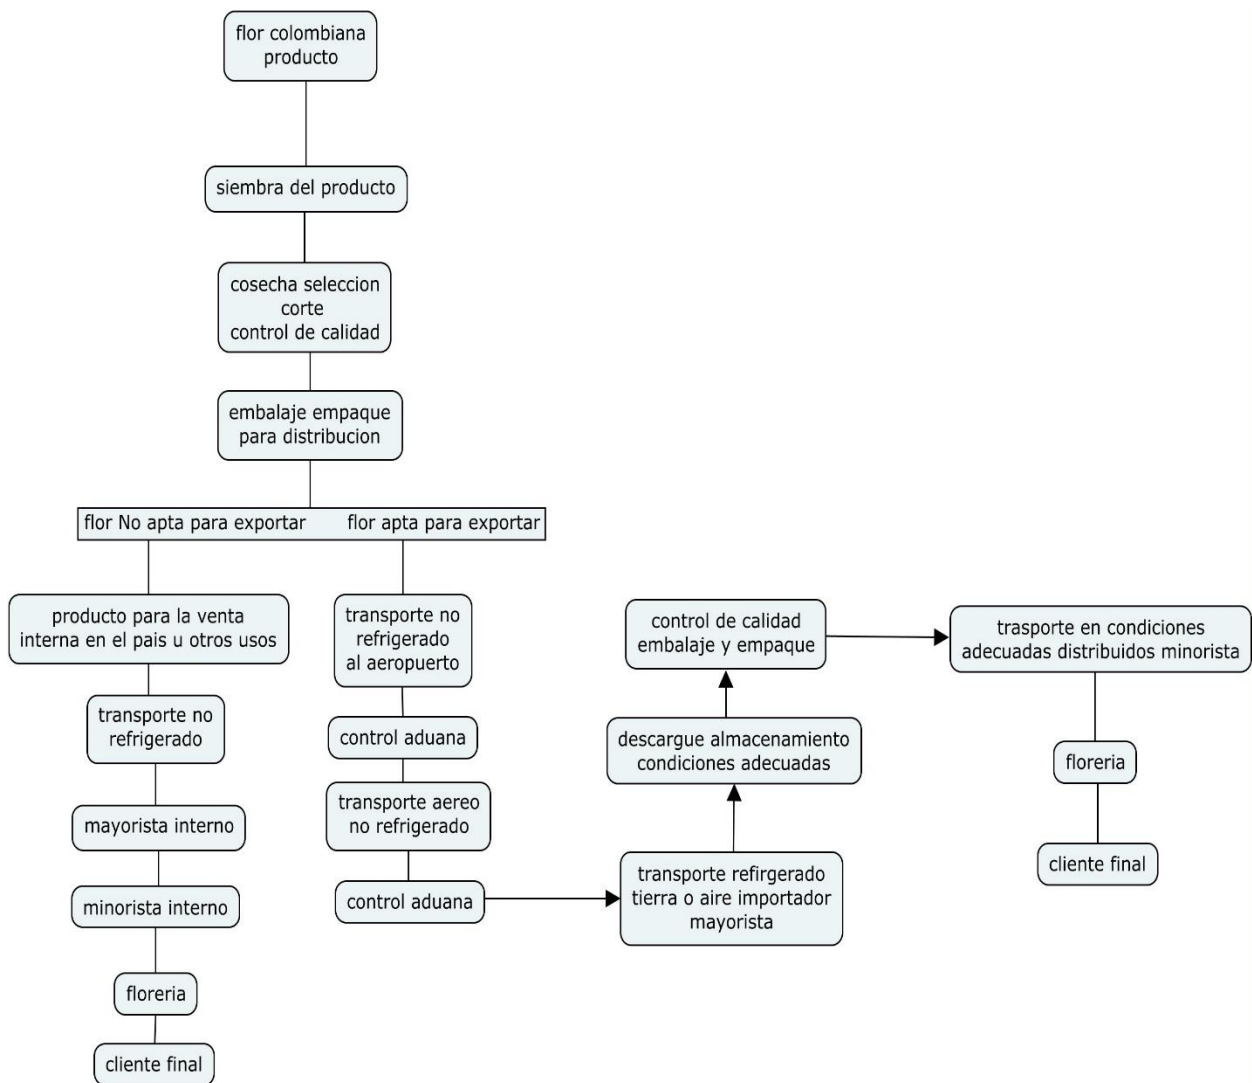 flor colombiana
producto
siembra del producto
cosecha seleccion
corte
control de calidad
embalaje empaque
para distribucion
flor No apta para exportar
flor apta para exportar
producto para la venta
interna en el pais u otros usos
transporte no
refrigerado
mayorista interno
minorista interno
floreria
cliente final
transporte no
refrigerado
al aeropuerto
control aduana
transporte aereo
no refrigerado
control aduana
transporte refirgerado
tierra o aire importador
mayorista
descargue almacenamiento
condiciones adecuadas
control de calidad
embalaje y empaque
trasporte en condiciones
adecuadas distribuidos minorista
floreria
cliente final